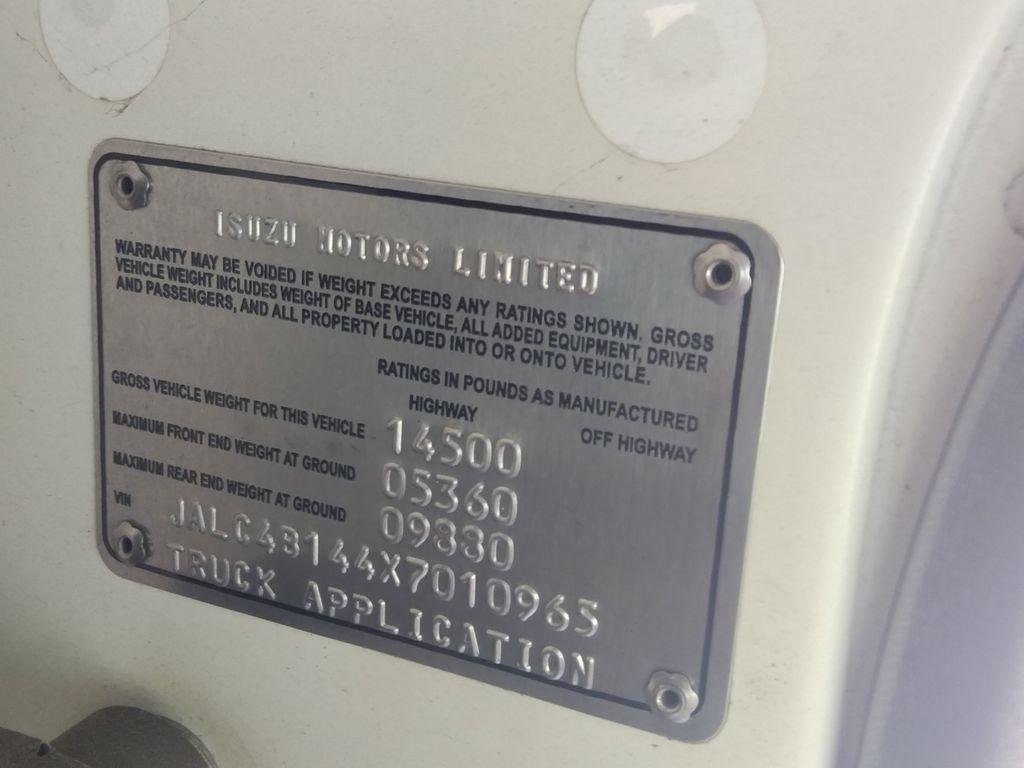 ISUZU MOTORS LIMITED
WARRANTY MAY BE VOIDED IF WEIGHT EXCEEDS ANY RATINGS SHOWN. GROSS
VEHICLE WEIGHT INCLUDES WEIGHT OF BASE VEHICLE, ALL ADDED EQUIPMENT, DRIVER
AND PASSENGERS, AND ALL PROPERTY LOADED INTO OR ONTO VEHICLE.
RATINGS IN POUNDS AS MANUFACTURED
HIGHWAY OFF HIGHWAY
GROSS VEHICLE WEIGHT FOR THIS VEHICLE 14500
MAXIMUM FRONT END WEIGHT AT GROUND 05360
MAXIMUM REAR END WEIGHT AT GROUND 09880
VIN JALC4B144X7010965
TRUCK APPLICATION